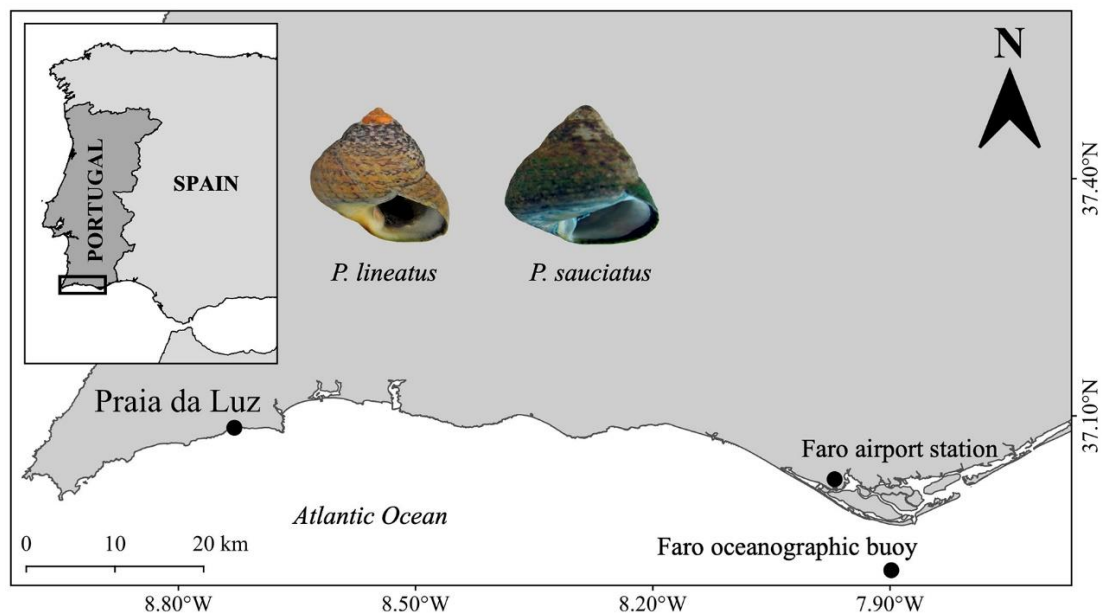 N
PORTUGAL
SPAIN
P. lineatus
P. sauciatus
37.40°N
Praia da Luz
37.10°N
Faro airport station
Atlantic Ocean
0 10 20 km
Faro oceanographic buoy
8.80°W 8.50°W 8.20°W 7.90°W